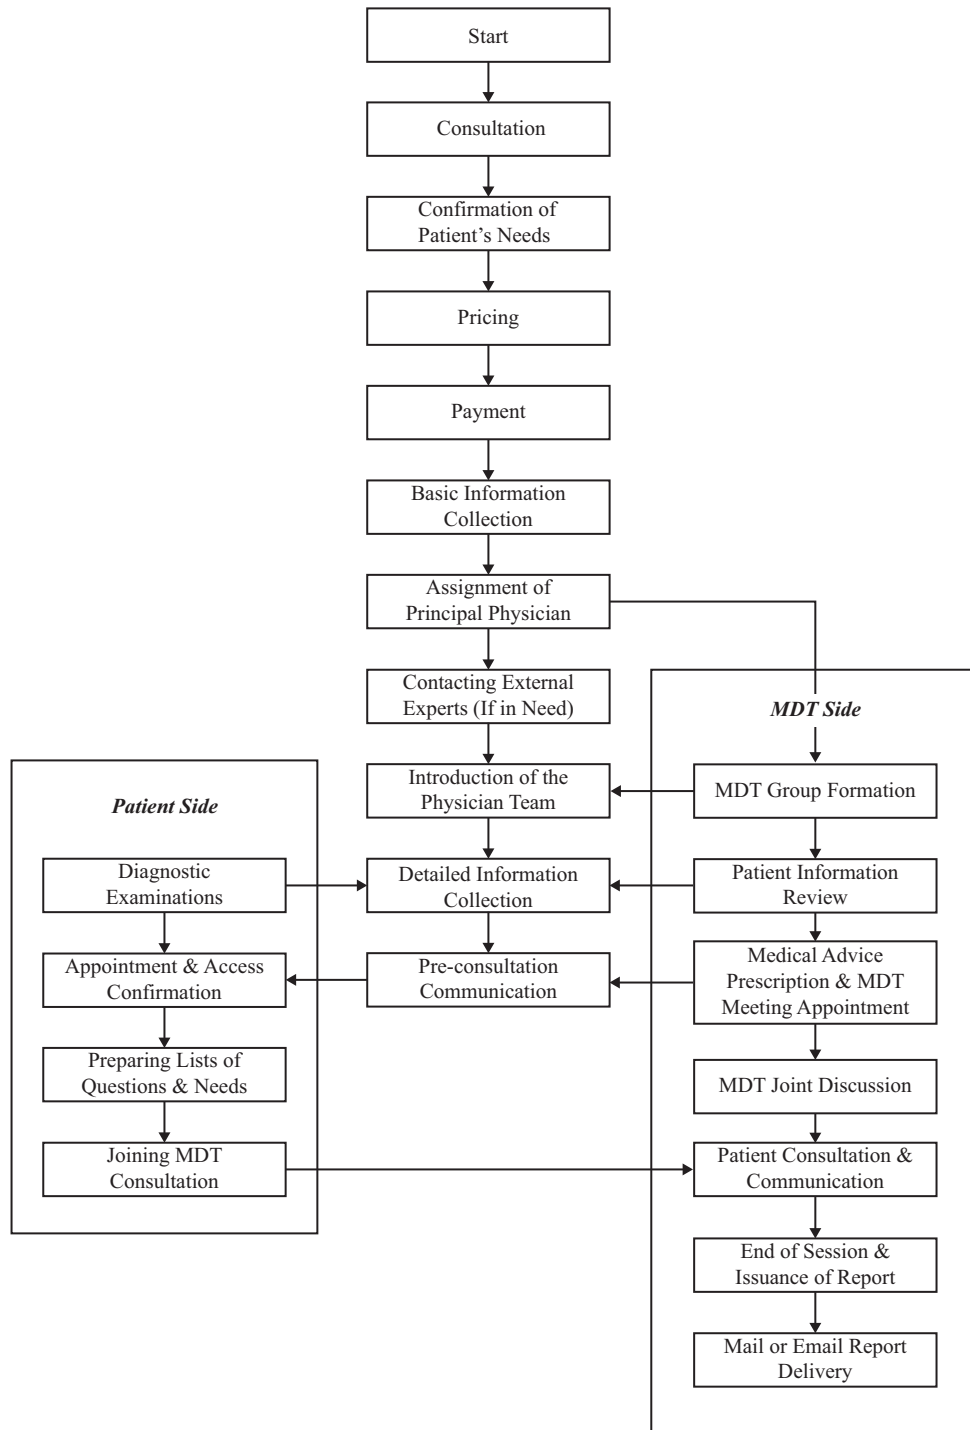 Start
Consultation
Confirmation of
Patient’s Needs
Pricing
Payment
Basic Information
Collection
Assignment of
Principal Physician
Contacting External
Experts (If in Need)
Introduction of the
Physician Team
Detailed Information
Collection
Pre-consultation
Communication
Patient Side
Diagnostic
Examinations
Appointment & Access
Confirmation
Preparing Lists of
Questions & Needs
Joining MDT
Consultation
MDT Side
MDT Group Formation
Patient Information
Review
Medical Advice
Prescription & MDT
Meeting Appointment
MDT Joint Discussion
Patient Consultation &
Communication
End of Session &
Issuance of Report
Mail or Email Report
Delivery